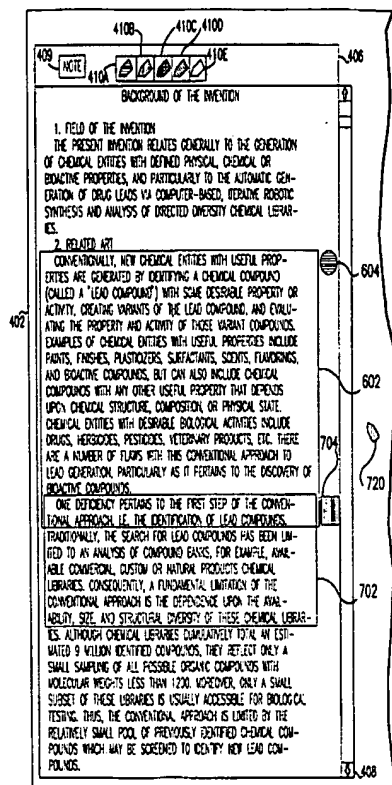 410B
410C
410D
409
NOTE
410A
410E
406
BACKGROUND OF THE INVENTION
1. FIELD OF THE INVENTION
THE PRESENT INVENTION RELATES GENERALLY TO THE GENERATION
OF CHEMICAL ENTITIES WITH DEFINED PHYSICAL, CHEMICAL OR
BIOACTIVE PROPERTIES, AND PARTICULARLY TO THE AUTOMATIC GEN-
ERATION OF DRUG LEADS VIA COMPUTER-BASED, ITERATIVE ROBOTIC
SYNTHESIS AND ANALYSIS OF DIRECTED DIVERSITY CHEMICAL LIBRAR-
IES.
2. RELATED ART
CONVENTIONALLY, NEW CHEMICAL ENTITIES WITH USEFUL PROP-
ERTIES ARE GENERATED BY IDENTIFYING A CHEMICAL COMPOUND
(CALLED A "LEAD COMPOUND") WITH SOME DESIRABLE PROPERTY OR
ACTIVITY, CREATING VARIANTS OF THE LEAD COMPOUND, AND EVALU-
ATING THE PROPERTY AND ACTIVITY OF THOSE VARIANT COMPOUNDS.
EXAMPLES OF CHEMICAL ENTITIES WITH USEFUL PROPERTIES INCLUDE
PAINTS, FINISHES, PLASTICIZERS, SURFACTANTS, SCENTS, FLAVORINGS,
AND BIOACTIVE COMPOUNDS, BUT CAN ALSO INCLUDE CHEMICAL
COMPOUNDS WITH ANY OTHER USEFUL PROPERTY THAT DEPENDS
UPON CHEMICAL STRUCTURE, COMPOSITION, OR PHYSICAL STATE.
CHEMICAL ENTITIES WITH DESIRABLE BIOLOGICAL ACTIVITIES INCLUDE
DRUGS, HERBICIDES, PESTICIDES, VETERINARY PRODUCTS, ETC. THERE
ARE A NUMBER OF FLAWS WITH THIS CONVENTIONAL APPROACH TO
LEAD GENERATION, PARTICULARLY AS IT PERTAINS TO THE DISCOVERY OF
BIOACTIVE COMPOUNDS.
ONE DEFICIENCY PERTAINS TO THE FIRST STEP OF THE CONVEN-
TIONAL APPROACH, I.E. THE IDENTIFICATION OF LEAD COMPOUNDS.
TRADITIONALLY, THE SEARCH FOR LEAD COMPOUNDS HAS BEEN LIM-
ITED TO AN ANALYSIS OF COMPOUND BANKS, FOR EXAMPLE, AVAIL-
ABLE COMMERCIAL, CUSTOM OR NATURAL PRODUCTS CHEMICAL
LIBRARIES. CONSEQUENTLY, A FUNDAMENTAL LIMITATION OF THE
CONVENTIONAL APPROACH IS THE DEPENDENCE UPON THE AVAIL-
ABILITY, SIZE, AND STRUCTURAL DIVERSITY OF THESE CHEMICAL LIBRAR-
IES. ALTHOUGH CHEMICAL LIBRARIES CUMULATIVELY TOTAL AN ESTI-
MATED 9 MILLION IDENTIFIED COMPOUNDS, THEY REFLECT ONLY A
SMALL SAMPLING OF ALL POSSIBLE ORGANIC COMPOUNDS WITH
MOLECULAR WEIGHTS LESS THAN 1200. MOREOVER, ONLY A SMALL
SUBSET OF THESE LIBRARIES IS USUALLY ACCESSIBLE FOR BIOLOGICAL
TESTING. THUS, THE CONVENTIONAL APPROACH IS LIMITED BY THE
RELATIVELY SMALL POOL OF PREVIOUSLY IDENTIFIED CHEMICAL COM-
POUNDS WHICH MAY BE SCREENED TO IDENTIFY NEW LEAD COM-
POUNDS.
402
604
602
704
720
702
408